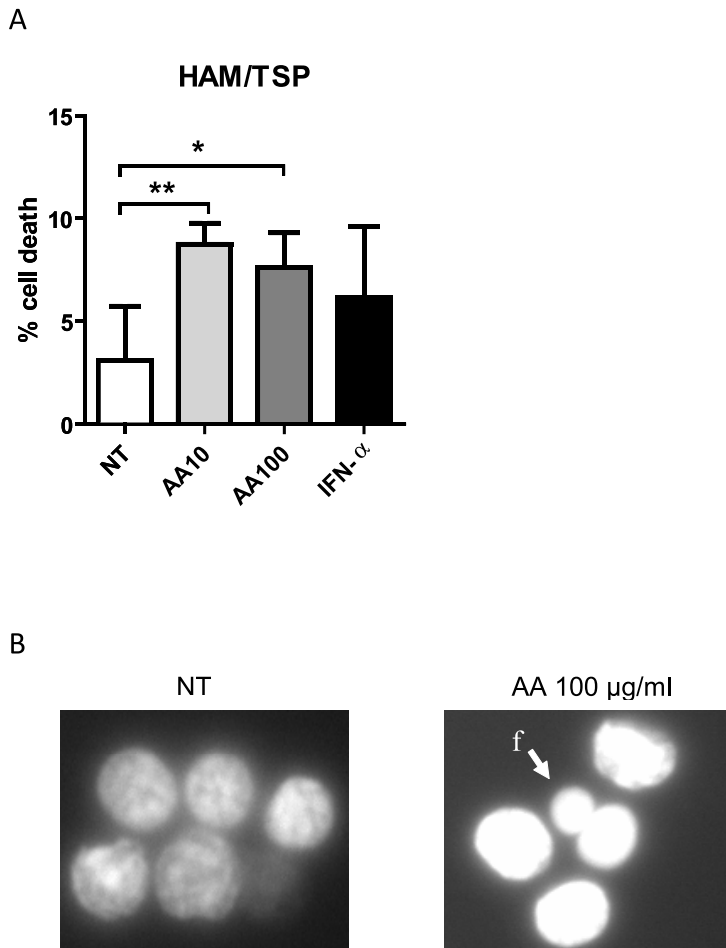 A
HAM/TSP
15
10
5
0
% cell death
*
**
NT
AA10
AA100
IFN-α
B
NT
AA 100 µg/ml
f